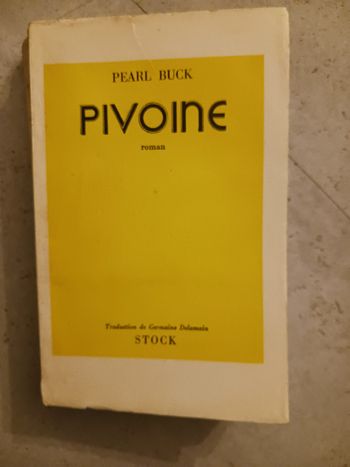 PEARL BUCK
PIVOINE
roman
Traduction de Germaine Delamain
STOCK